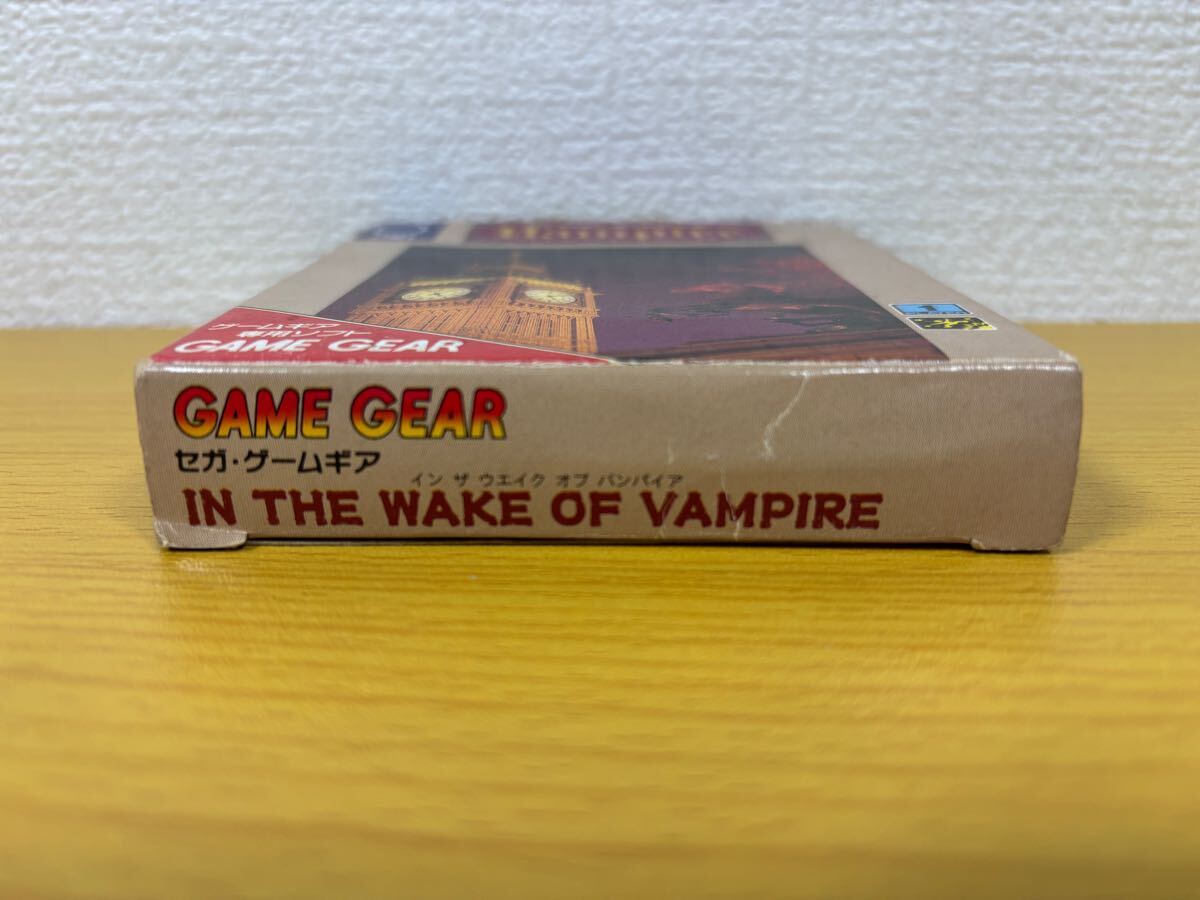 Vampire
ゲームギア
専用ソフト
GAME GEAR
GAME GEAR
セガ・ゲームギア
イン ザ ウエイク オブ バンパイア
IN THE WAKE OF VAMPIRE